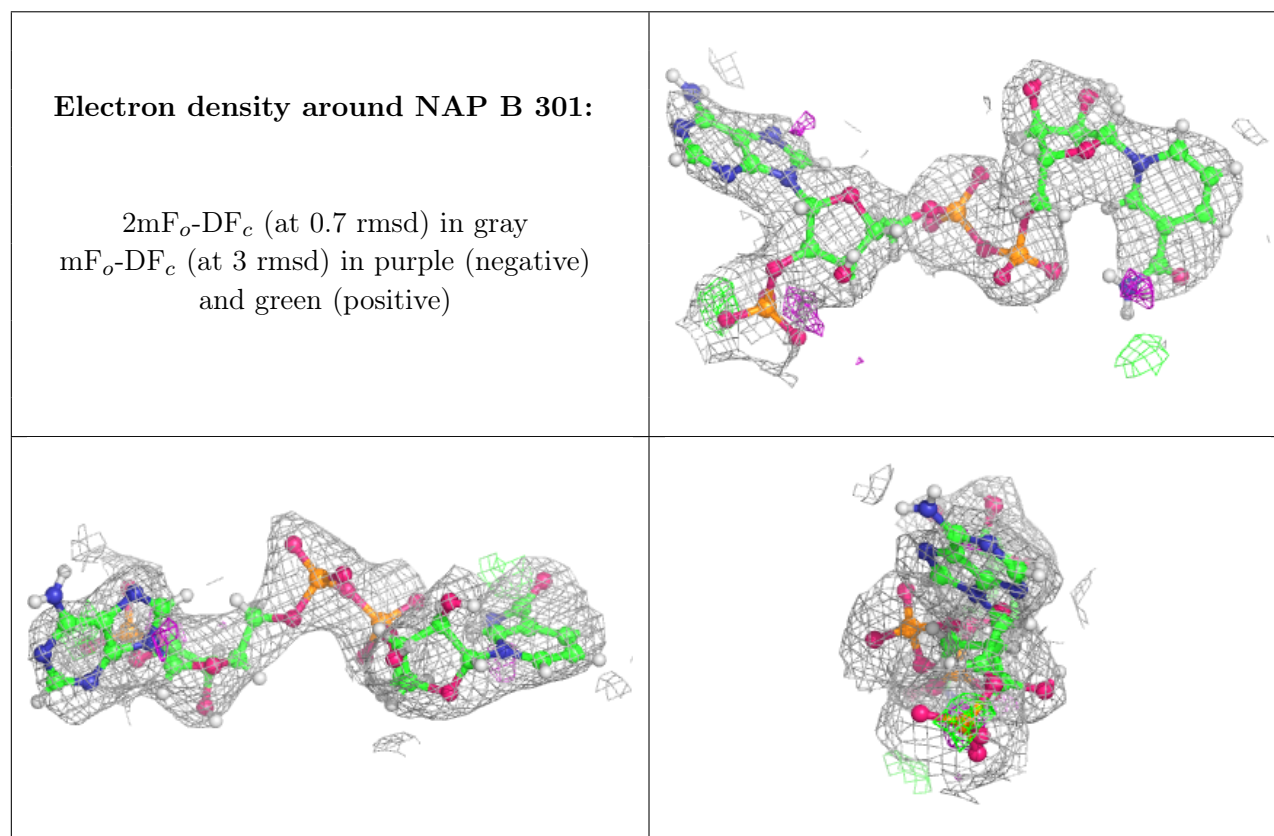 Electron density around NAP B 301:
2mFo-DFc (at 0.7 rmsd) in gray
mFo-DFc (at 3 rmsd) in purple (negative)
and green (positive)